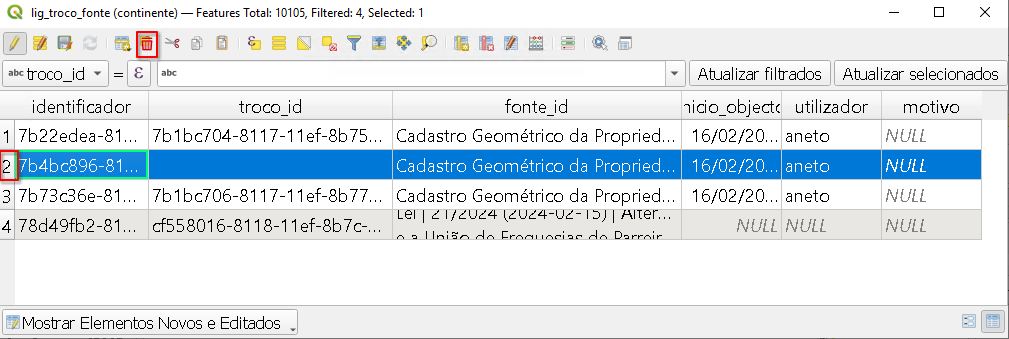 lig_troco_fonte (continente) — Features Total: 10105, Filtered: 4, Selected: 1
abc troco_id = ε abc Atualizar filtrados Atualizar selecionados
identificador troco_id fonte_id nicio_objecto utilizador motivo
1 7b22edea-81... 7b1bc704-8117-11ef-8b75... Cadastro Geométrico da Propried... 16/02/20... aneto NULL
2 7b4bc896-81... Cadastro Geométrico da Propried... 16/02/20... aneto NULL
3 7b73c36e-81... 7b1bc706-8117-11ef-8b77... Cadastro Geométrico da Propried... 16/02/20... aneto NULL
4 78d49fb2-81... cf558016-8118-11ef-8b7c-... Lei | 21/2024 (2024-02-15) | Alter... NULL NULL NULL
e a União de Freguesias de Parreir
Mostrar Elementos Novos e Editados